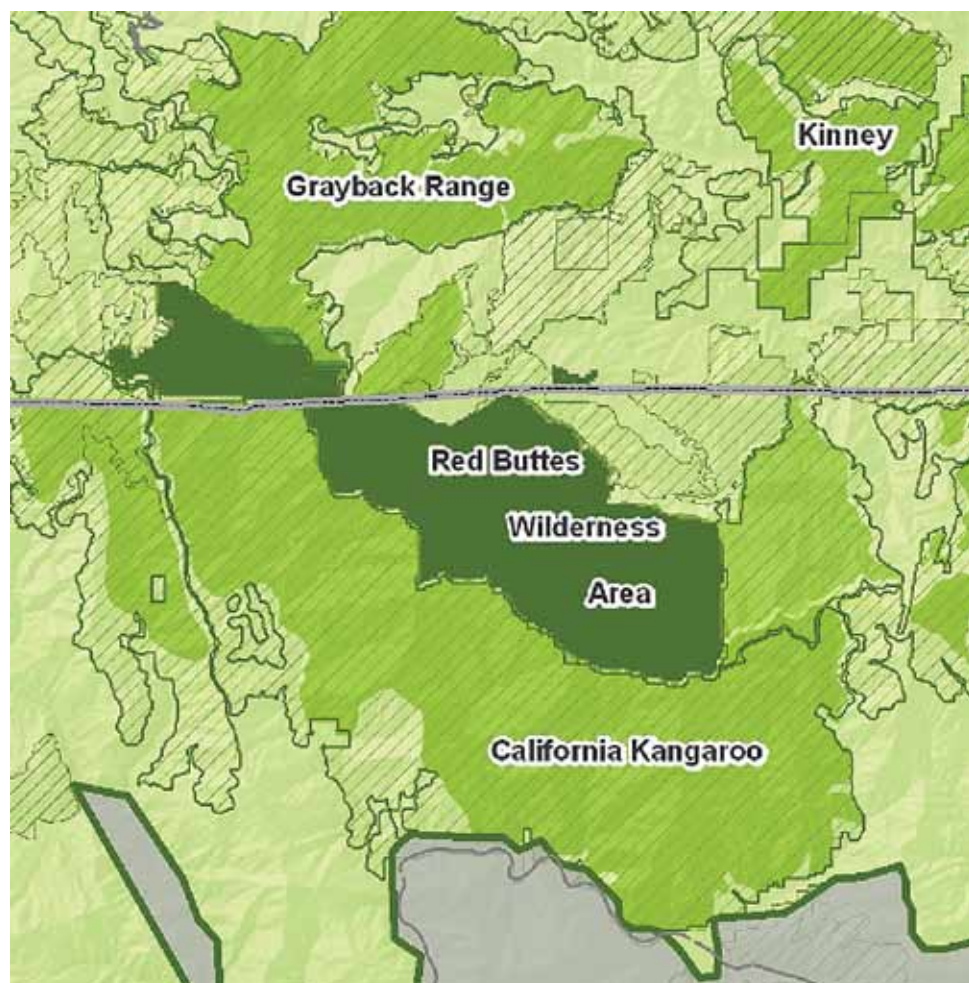 Kinney
Grayback Range
Red Buttes
Wilderness
Area
California Kangaroo